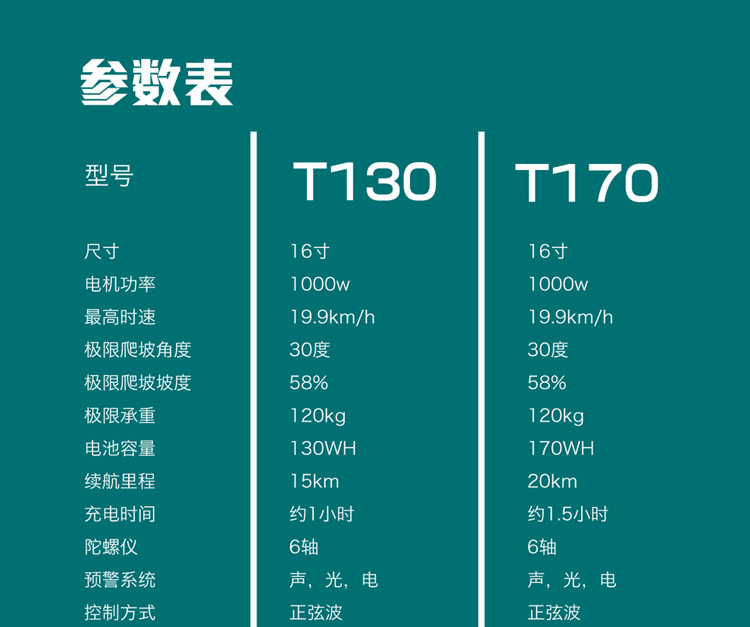 参数表
型号 T130 T170
尺寸 16寸 16寸
电机功率 1000w 1000w
最高时速 19.9km/h 19.9km/h
极限爬坡角度 30度 30度
极限爬坡坡度 58% 58%
极限承重 120kg 120kg
电池容量 130WH 170WH
续航里程 15km 20km
充电时间 约1小时 约1.5小时
陀螺仪 6轴 6轴
预警系统 声，光，电 声，光，电
控制方式 正弦波 正弦波